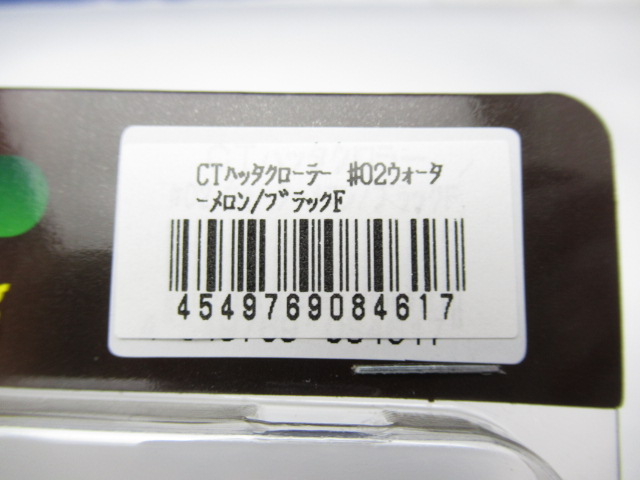 CTﾊｯﾀｸﾛｰﾃﾞｰ #02ｳｫｰﾀ
ｰﾒﾛﾝ/ﾌﾞﾗｯｸF
4549769084617